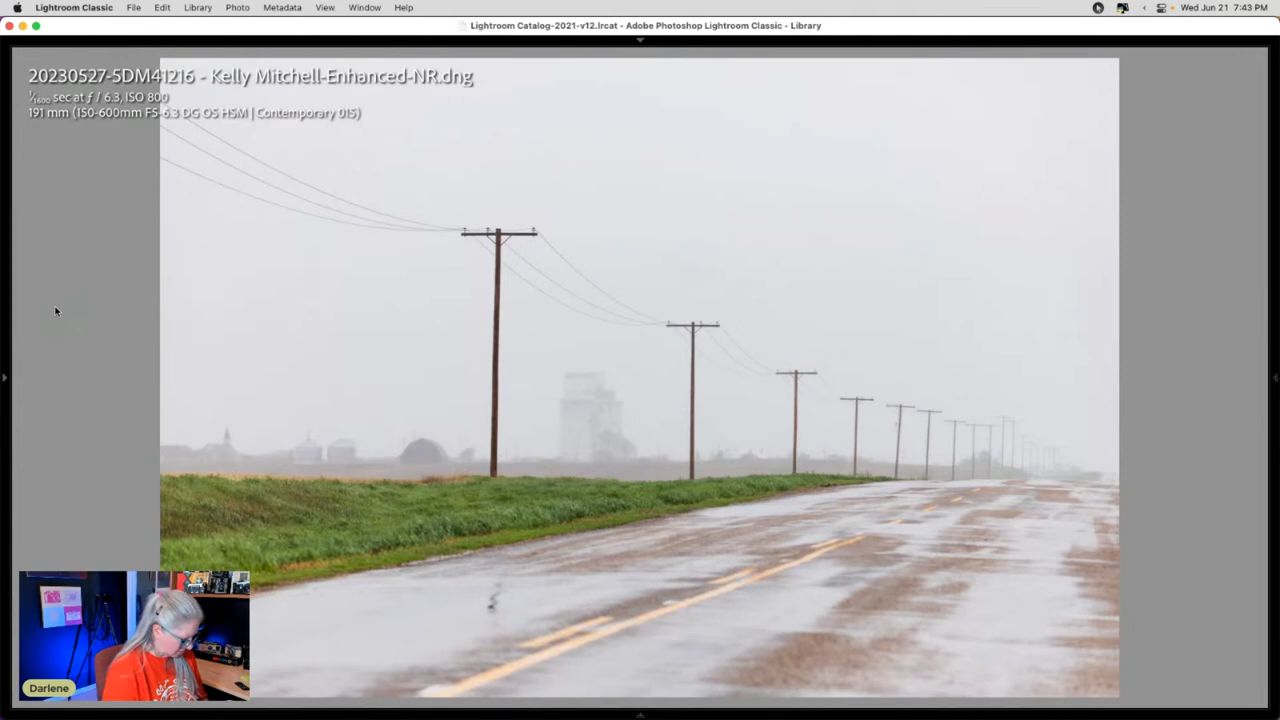 Lightroom Classic File Edit Library Photo Metadata View Window Help Wed Jun 21 7:43 PM
Lightroom Catalog-2021-v12.lrcat - Adobe Photoshop Lightroom Classic - Library
20230527-5DM41216 - Kelly Mitchell-Enhanced-NR.dng
1/1600 sec at ƒ / 6.3, ISO 800
191 mm (150-600mm F5-6.3 DG OS HSM | Contemporary 015)
Darlene